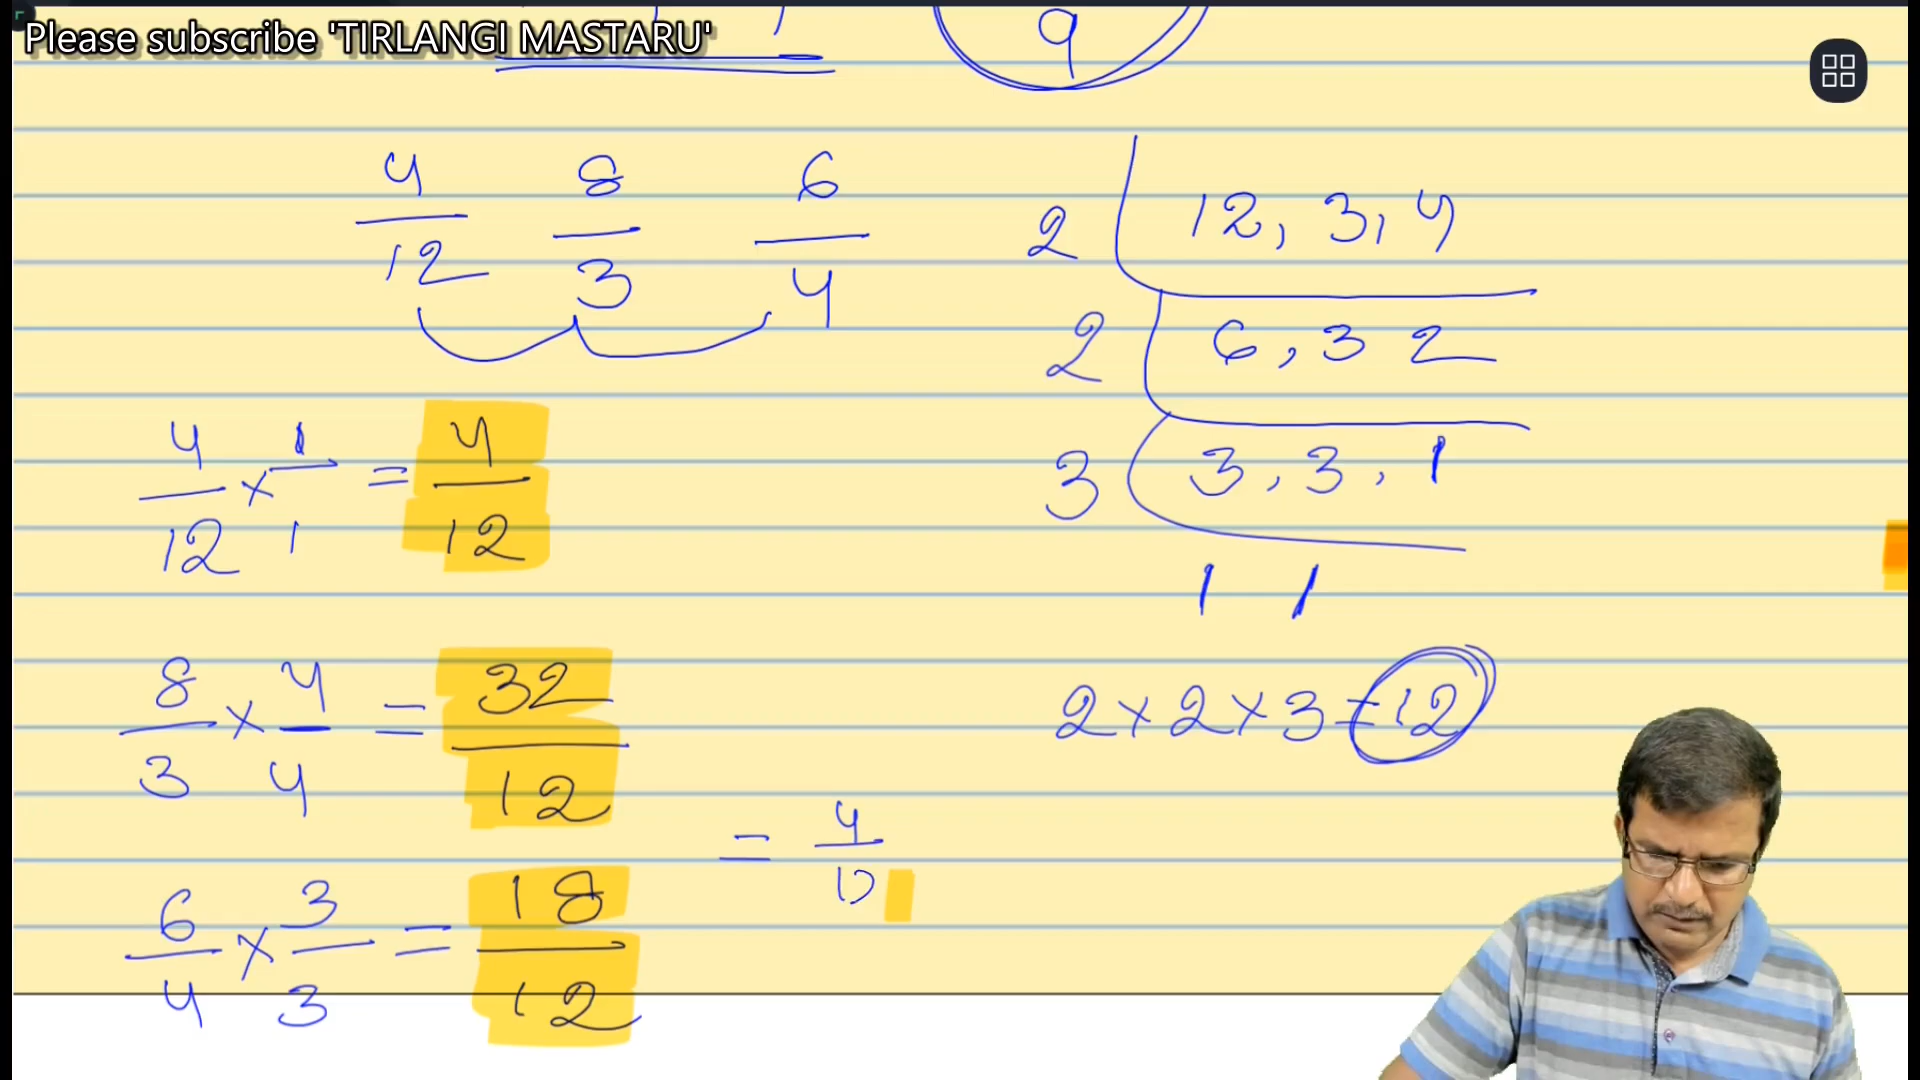 Please subscribe 'TIRLANGI MASTARU'
9
4/12 8/3 6/4
2 | 12, 3, 4
2 | 6, 3 2
3 | 3, 3, 1
1 1
4/12 × 1/1 = 4/12
8/3 × 4/4 = 32/12
2 × 2 × 3 = 12
= 4/12
6/4 × 3/3 = 18/12